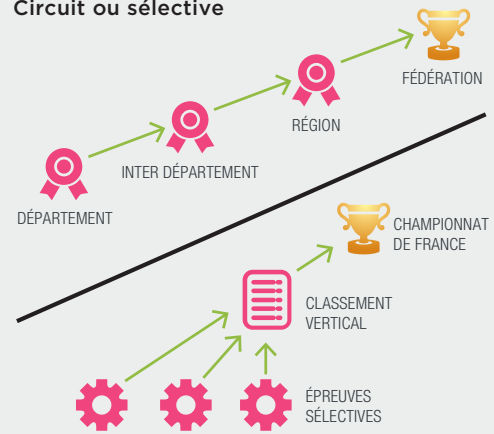 Circuit ou sélective
FÉDÉRATION
RÉGION
INTER DÉPARTEMENT
DÉPARTEMENT
CHAMPIONNAT
DE FRANCE
CLASSEMENT
VERTICAL
ÉPREUVES
SÉLECTIVES